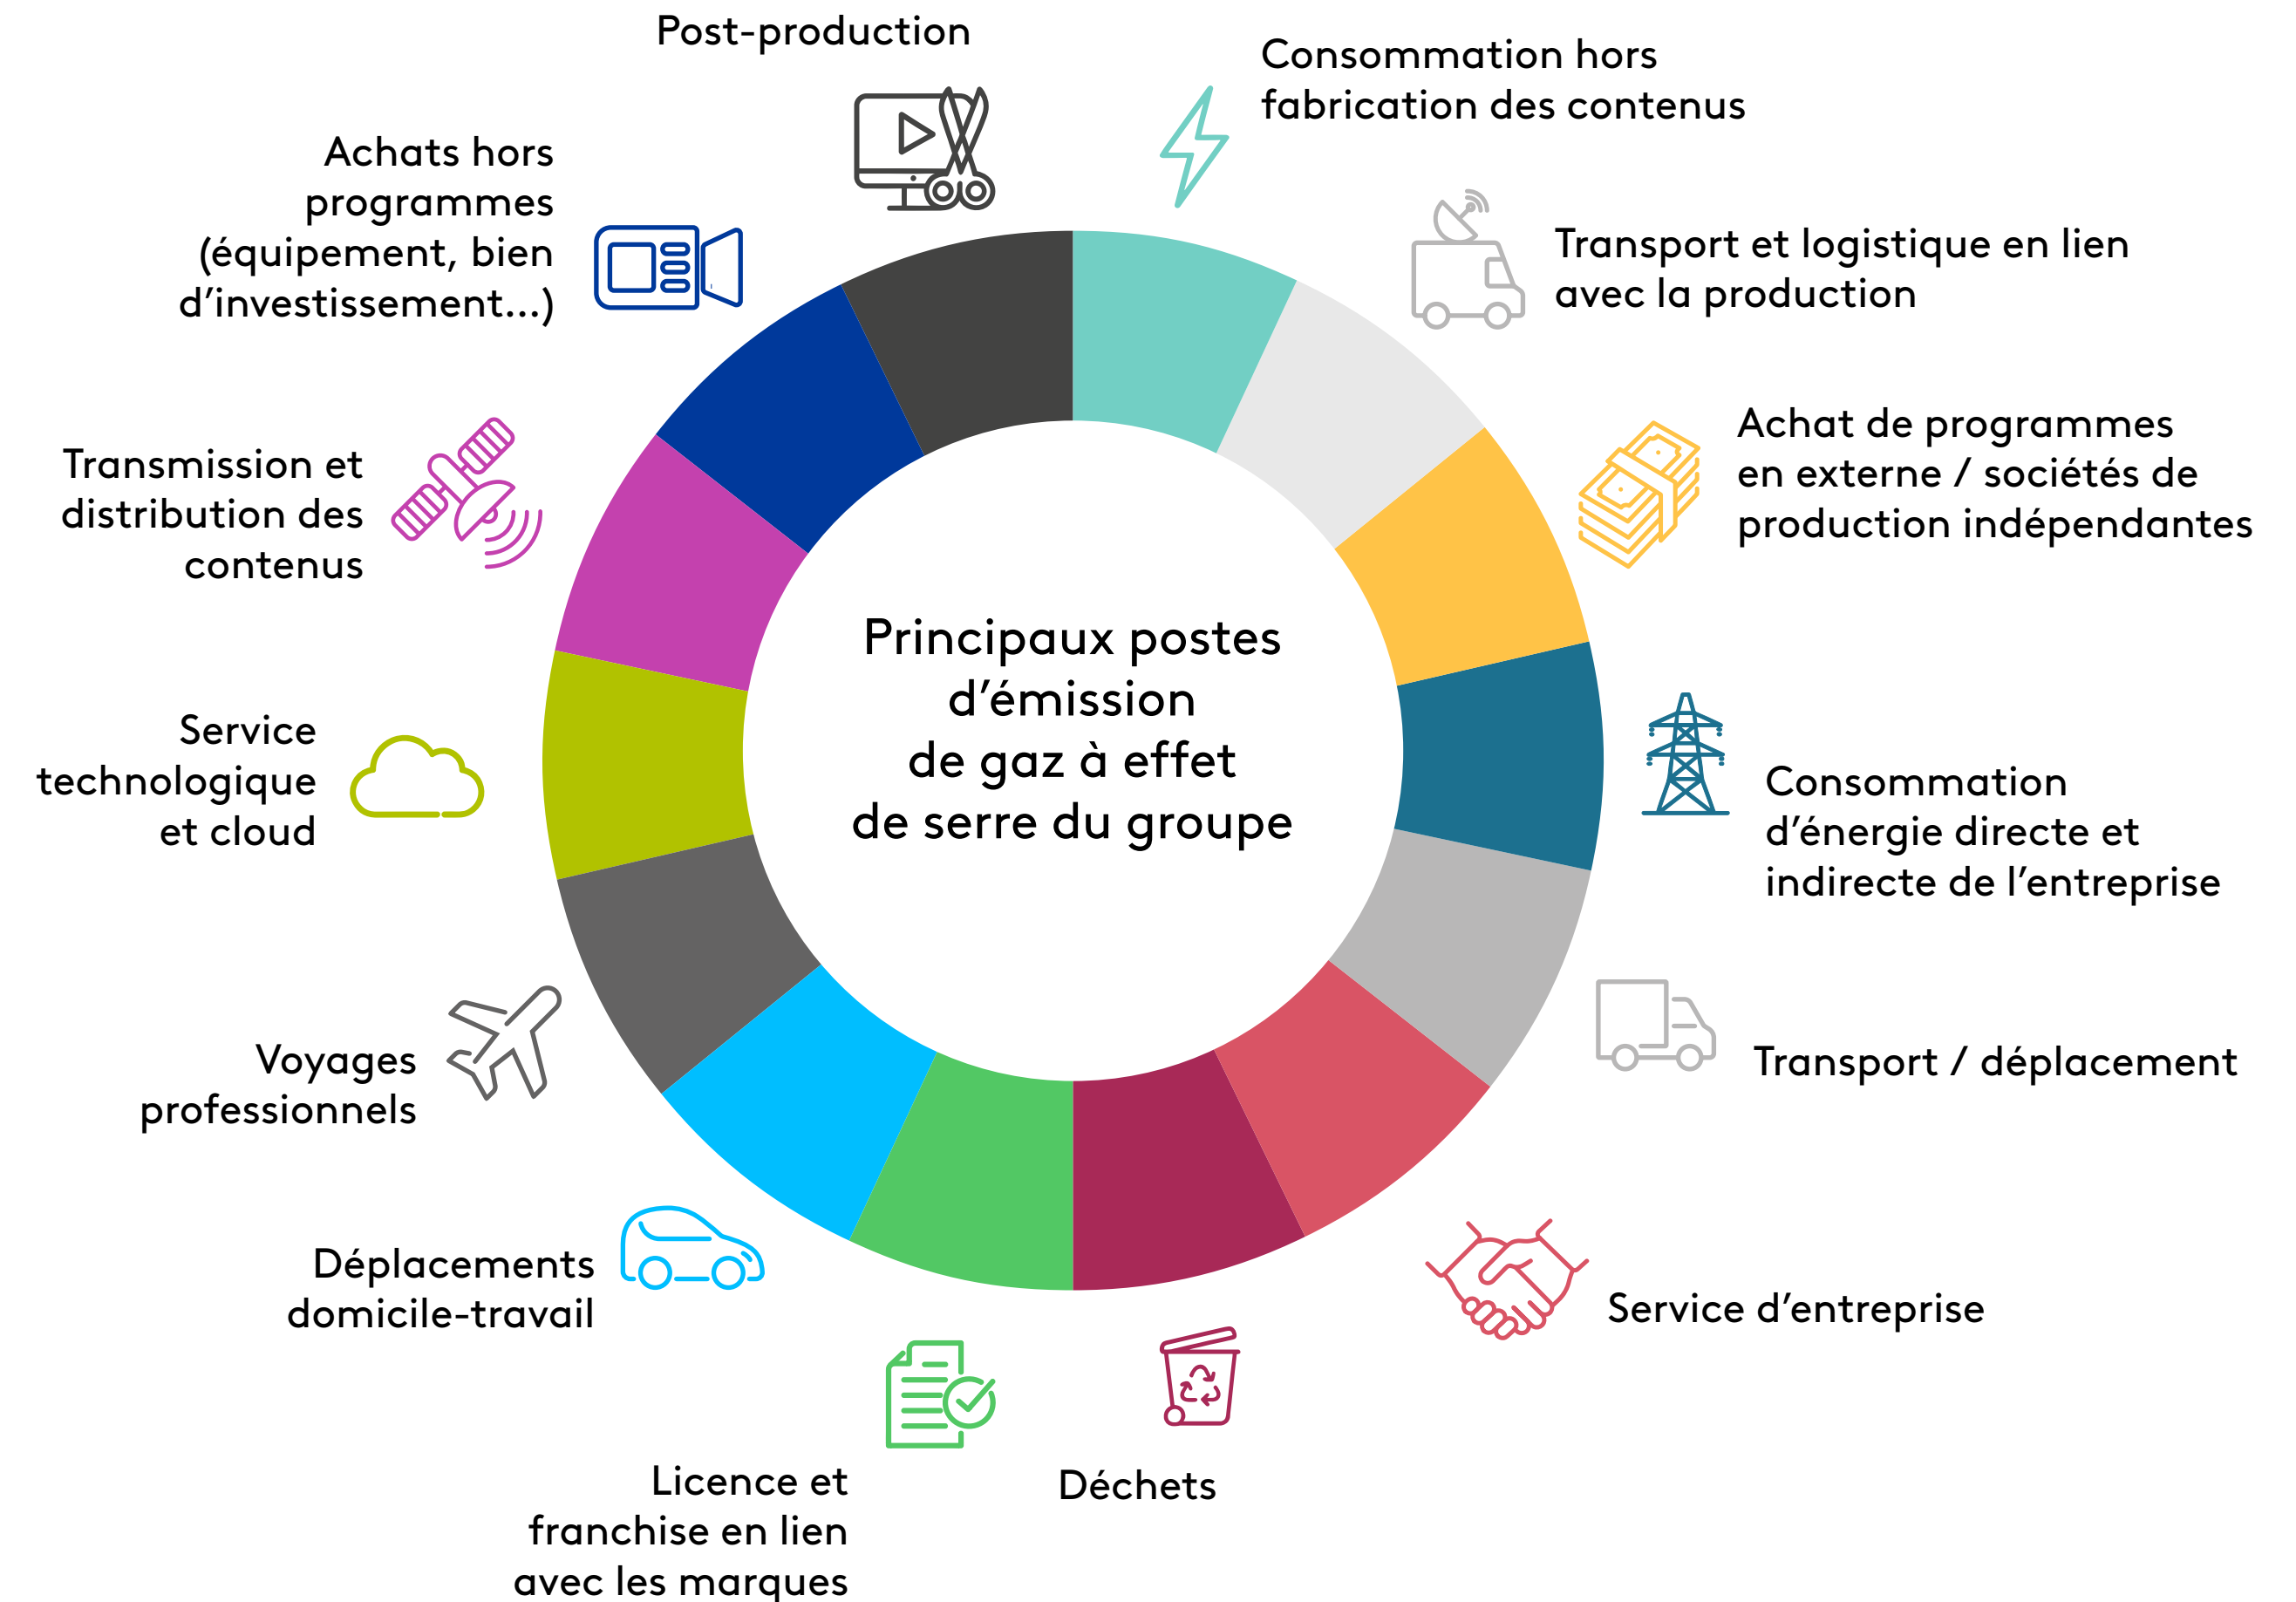 Post-production
Consommation hors
fabrication des contenus
Transport et logistique en lien
avec la production
Achat de programmes
en externe / sociétés de
production indépendantes
Consommation
d’énergie directe et
indirecte de l’entreprise
Transport / déplacement
Service d’entreprise
Déchets
Licence et
franchise en lien
avec les marques
Déplacements
domicile-travail
Voyages
professionnels
Service
technologique
et cloud
Transmission et
distribution des
contenus
Achats hors
programmes
(équipement, bien
d’investissement...)
Principaux postes
d’émission
de gaz à effet
de serre du groupe